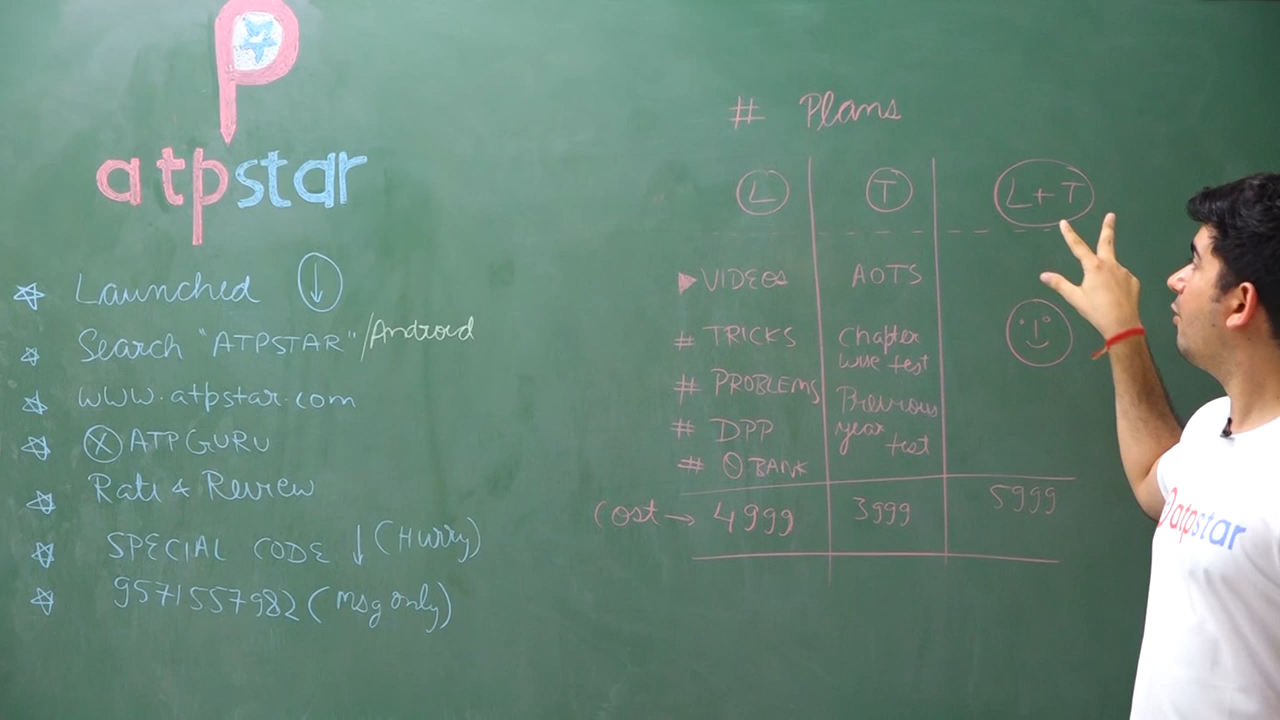 atpstar
Launched ↓
Search "ATPSTAR" /Android
www.atpstar.com
ⓧ ATPGURU
Rate & Review
SPECIAL CODE ↓ (Hurry)
9571557982 (Msg only)
# Plans
L T L+T
VIDEOS AOTS
# TRICKS Chapter
wise test
# PROBLEMS Previous
# DPP year
test
# Q BANK
Cost → 4999 3999 5999
atpstar